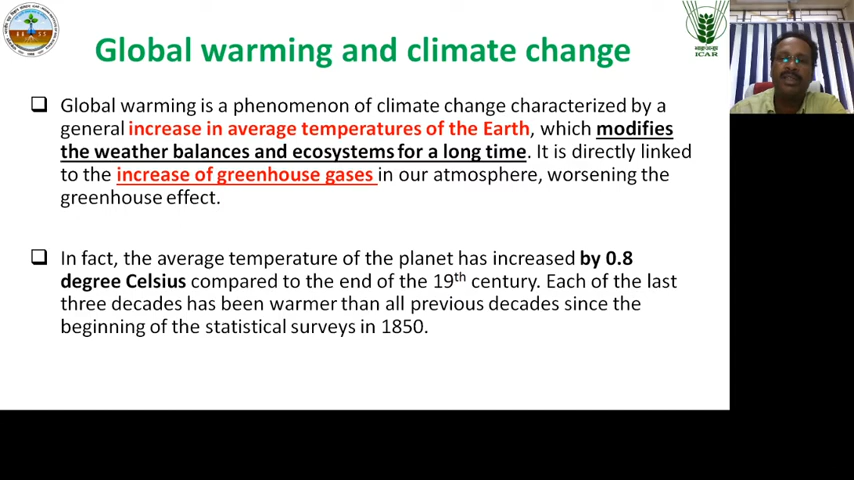 Global warming and climate change
ICAR
Global warming is a phenomenon of climate change characterized by a
general increase in average temperatures of the Earth, which modifies
the weather balances and ecosystems for a long time. It is directly linked
to the increase of greenhouse gases in our atmosphere, worsening the
greenhouse effect.
In fact, the average temperature of the planet has increased by 0.8
degree Celsius compared to the end of the 19th century. Each of the last
three decades has been warmer than all previous decades since the
beginning of the statistical surveys in 1850.